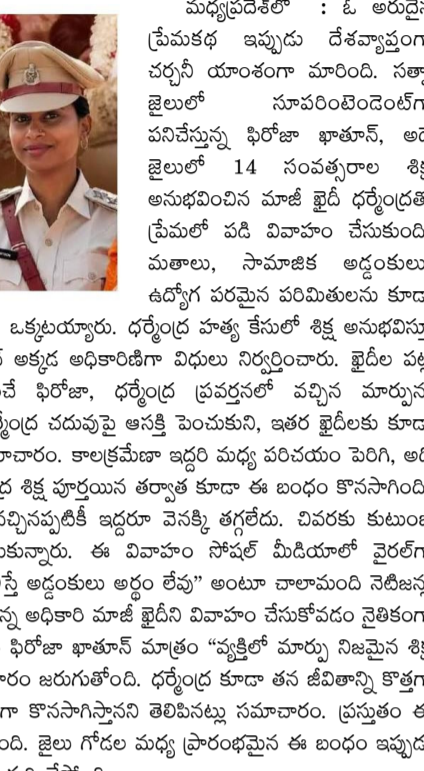 మధ్యప్రదేశ్‌లో : ఓ అరుదైన
ప్రేమకథ ఇప్పుడు దేశవ్యాప్తంగా
చర్చనీ యాంశంగా మారింది. సత్నా
జైలులో సూపరింటెండెంట్‌గా
పనిచేస్తున్న ఫిరోజా ఖాతూన్, అదే
జైలులో 14 సంవత్సరాల శిక్ష
అనుభవించిన మాజీ ఖైదీ ధర్మేంద్రతో
ప్రేమలో పడి వివాహం చేసుకుంది
మతాలు, సామాజిక అడ్డంకులు
ఉద్యోగ పరమైన పరిమితులను కూడా
ఒక్కటయ్యారు. ధర్మేంద్ర హత్య కేసులో శిక్ష అనుభవిస్తూ
అక్కడ అధికారిణిగా విధులు నిర్వర్తించారు. ఖైదీల పట్ల
ఫిరోజా, ధర్మేంద్ర ప్రవర్తనలో వచ్చిన మార్పున
చదువుపై ఆసక్తి పెంచుకుని, ఇతర ఖైదీలకు కూడా
కాలక్రమేణా ఇద్దరి మధ్య పరిచయం పెరిగి, అది
శిక్ష పూర్తయిన తర్వాత కూడా ఈ బంధం కొనసాగింది
ఇద్దరూ వెనక్కి తగ్గలేదు. చివరకు కుటుంబ
ఈ వివాహం సోషల్ మీడియాలో వైరల్‌గా
అడ్డంకులు అర్థం లేవు” అంటూ చాలామంది నెటిజన్ల
అధికారి మాజీ ఖైదీని వివాహం చేసుకోవడం నైతికంగా
ఫిరోజా ఖాతూన్ మాత్రం “వ్యక్తిలో మార్పు నిజమైన శిక్ష
జరుగుతోంది. ధర్మేంద్ర కూడా తన జీవితాన్ని కొత్తగా
కొనసాగిస్తానని తెలిపినట్లు సమాచారం. ప్రస్తుతం ఈ
జైలు గోడల మధ్య ప్రారంభమైన ఈ బంధం ఇప్పుడు